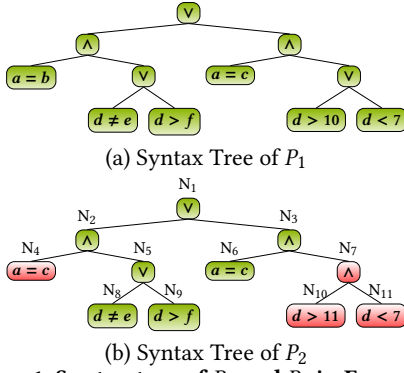 ∨
∧ ∧
a = b ∨ a = c ∨
d ≠ e d > f d > 10 d < 7
(a) Syntax Tree of P1
N1
∨
N2 N3
∧ ∧
N4 N5 N6 N7
a = c ∨ a = c ∧
N8 N9 N10 N11
d ≠ e d > f d > 11 d < 7
(b) Syntax Tree of P2